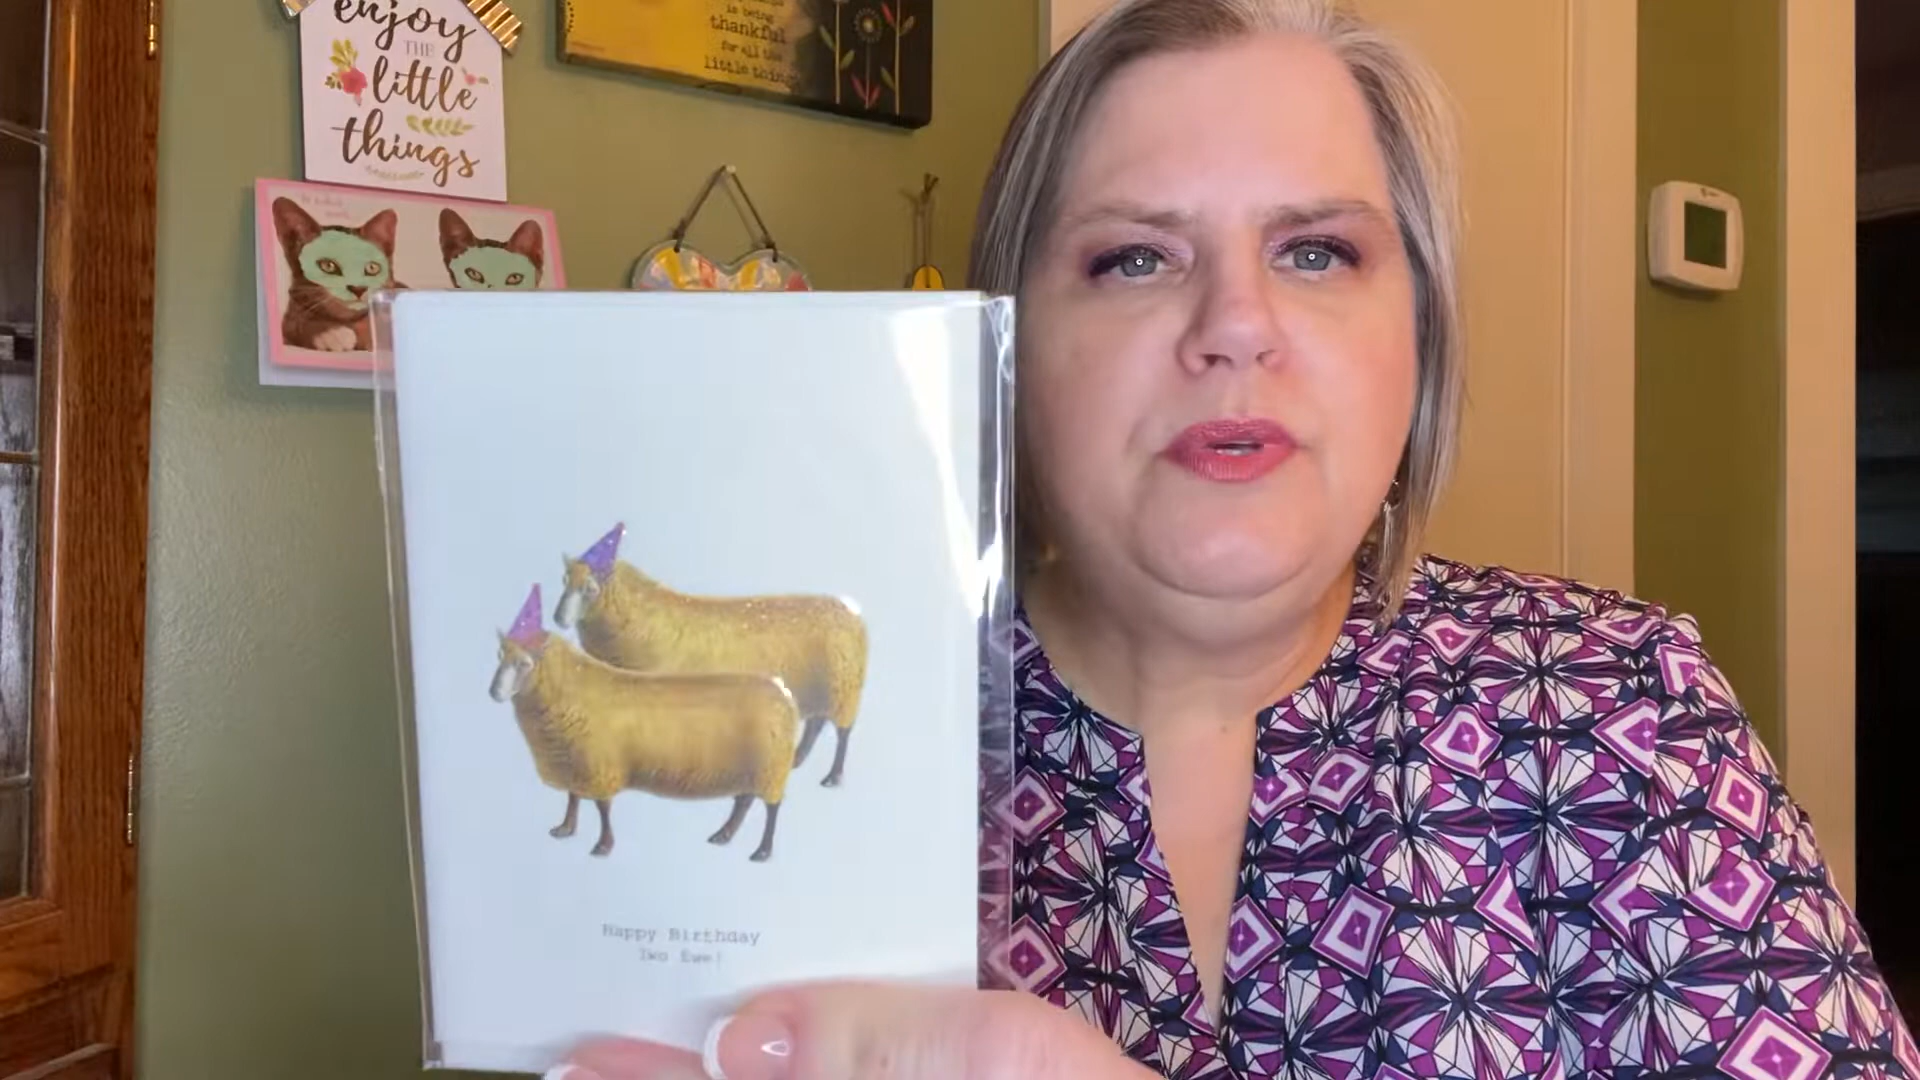 enjoy
THE
little
things
is being
thankful
for all the
little things
Happy Birthday
Two Ewe!